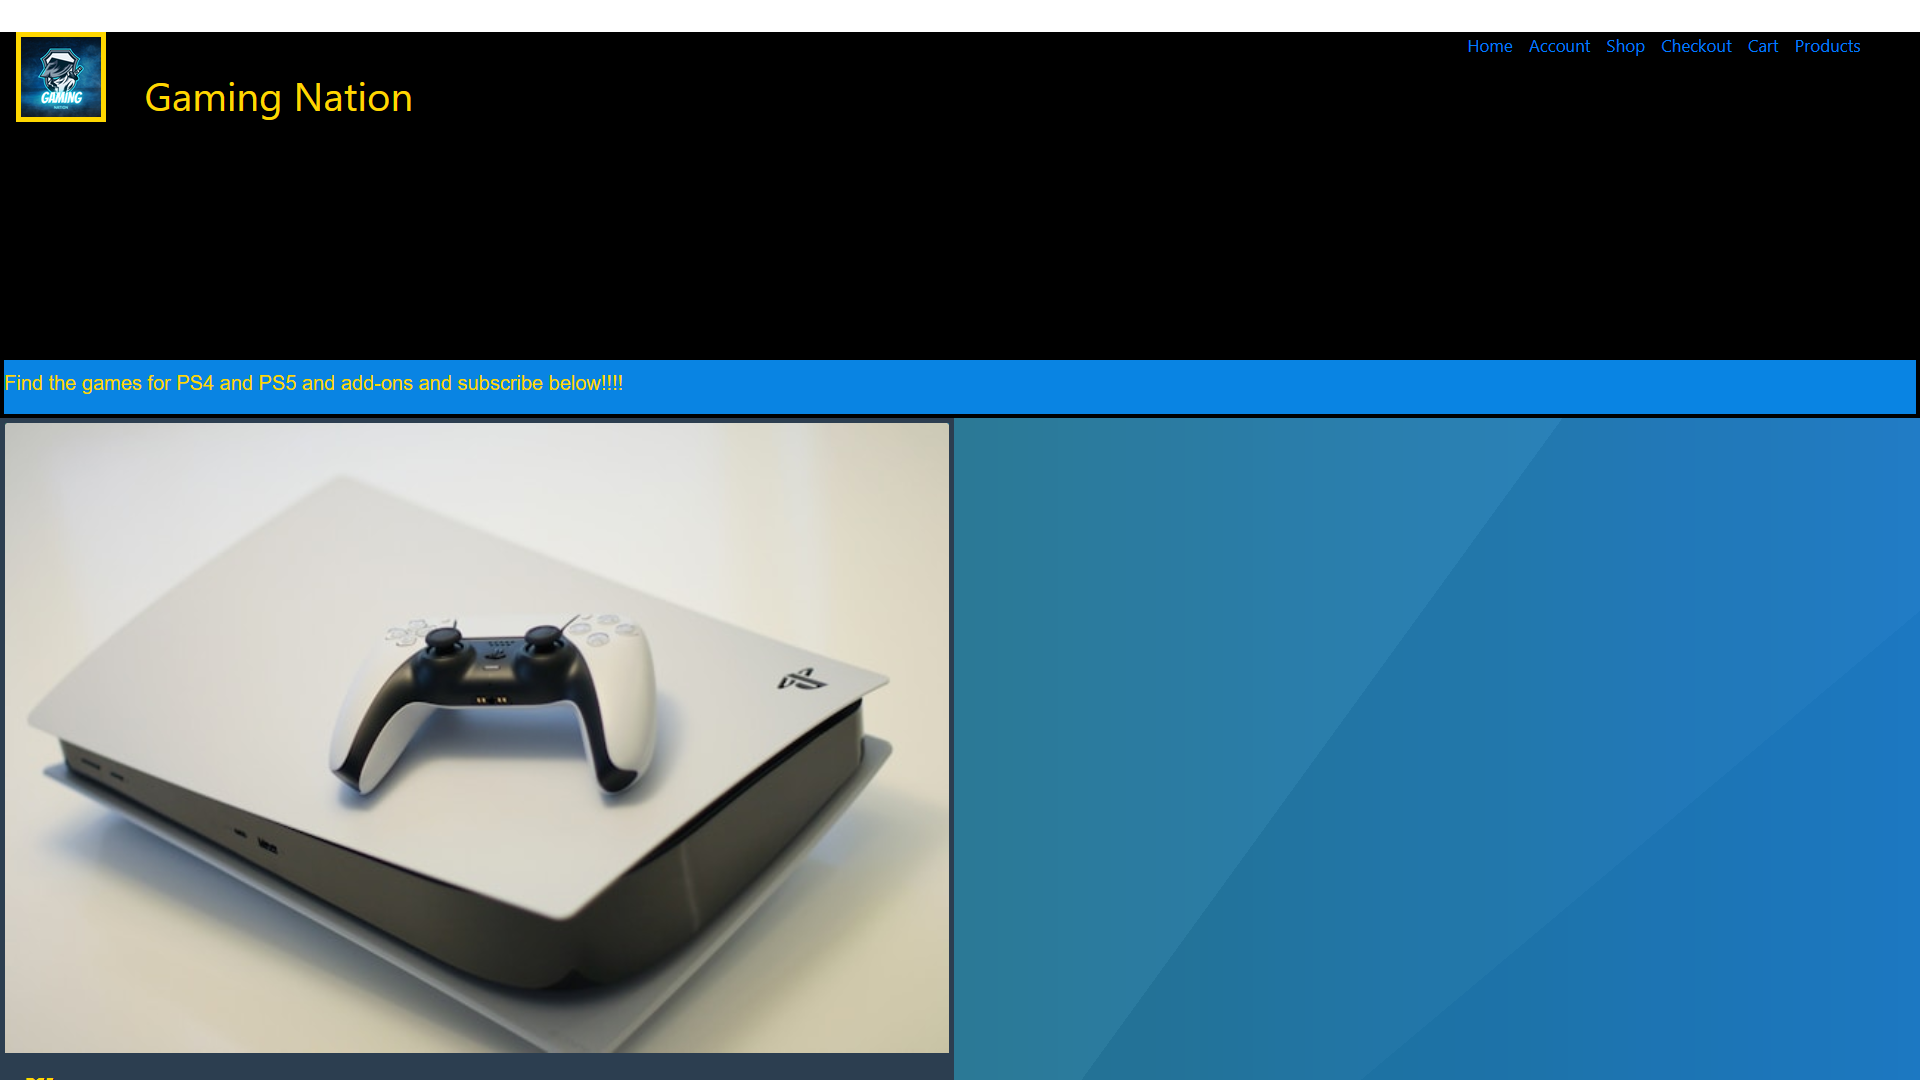 GAMING
NATION
Gaming Nation
Home Account Shop Checkout Cart Products
Find the games for PS4 and PS5 and add-ons and subscribe below!!!!